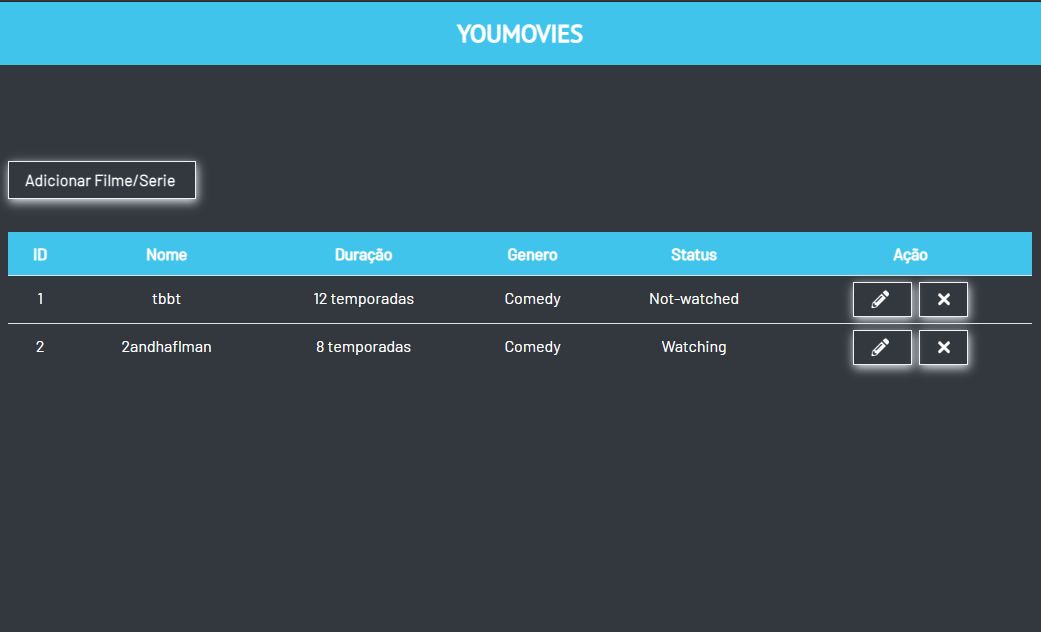 YOUMOVIES
Adicionar Filme/Serie
ID Nome Duração Genero Status Ação
1 tbbt 12 temporadas Comedy Not-watched
2 2andhaflman 8 temporadas Comedy Watching